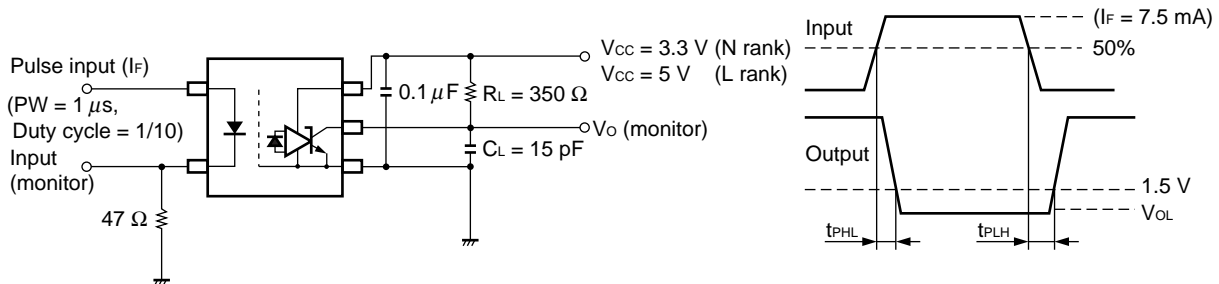 Pulse input (IF)
(PW = 1 μs,
Duty cycle = 1/10)
Input
(monitor)
47 Ω
0.1 μF
VCC = 3.3 V (N rank)
VCC = 5 V (L rank)
RL = 350 Ω
VO (monitor)
CL = 15 pF
Input
(IF = 7.5 mA)
50%
Output
1.5 V
VOL
tPHL
tPLH